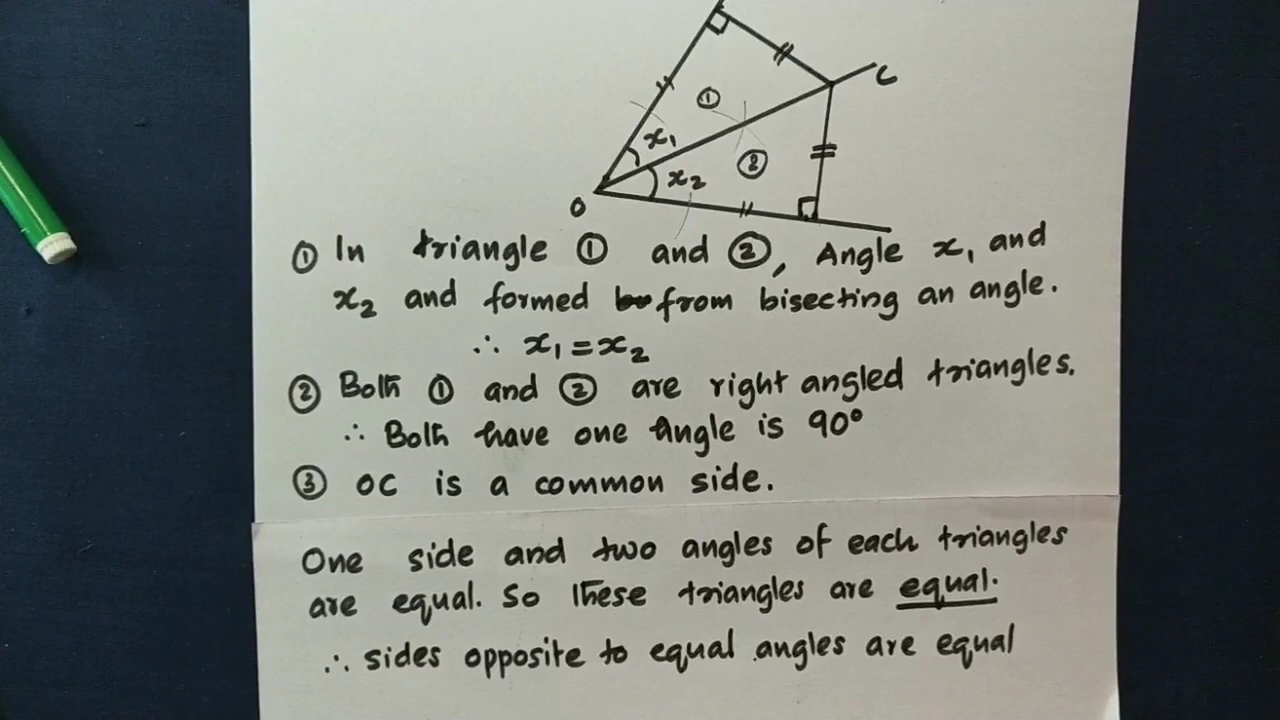 C
①
x₁
②
x₂
O
① In triangle ① and ②, Angle x₁ and
x₂ and formed from bisecting an angle.
∴ x₁ = x₂
② Both ① and ② are right angled triangles.
∴ Both have one Angle is 90°
③ OC is a common side.
One side and two angles of each triangles
are equal. So these triangles are equal.
∴ sides opposite to equal angles are equal